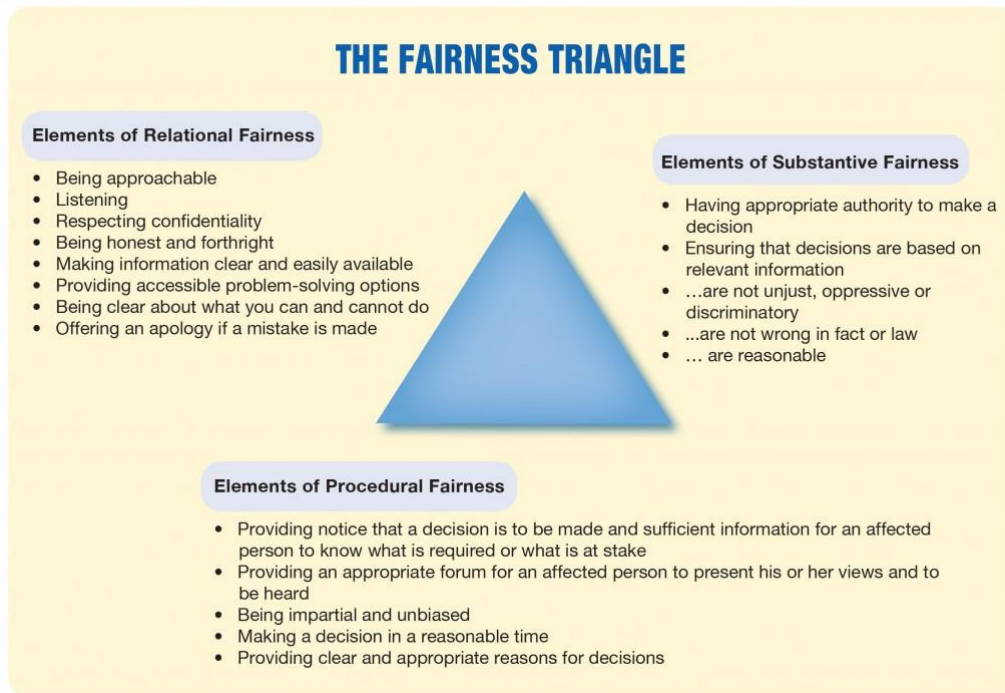 THE FAIRNESS TRIANGLE
Elements of Relational Fairness
• Being approachable
• Listening
• Respecting confidentiality
• Being honest and forthright
• Making information clear and easily available
• Providing accessible problem-solving options
• Being clear about what you can and cannot do
• Offering an apology if a mistake is made
Elements of Substantive Fairness
• Having appropriate authority to make a
decision
• Ensuring that decisions are based on
relevant information
• …are not unjust, oppressive or
discriminatory
• ...are not wrong in fact or law
• … are reasonable
Elements of Procedural Fairness
• Providing notice that a decision is to be made and sufficient information for an affected
person to know what is required or what is at stake
• Providing an appropriate forum for an affected person to present his or her views and to
be heard
• Being impartial and unbiased
• Making a decision in a reasonable time
• Providing clear and appropriate reasons for decisions